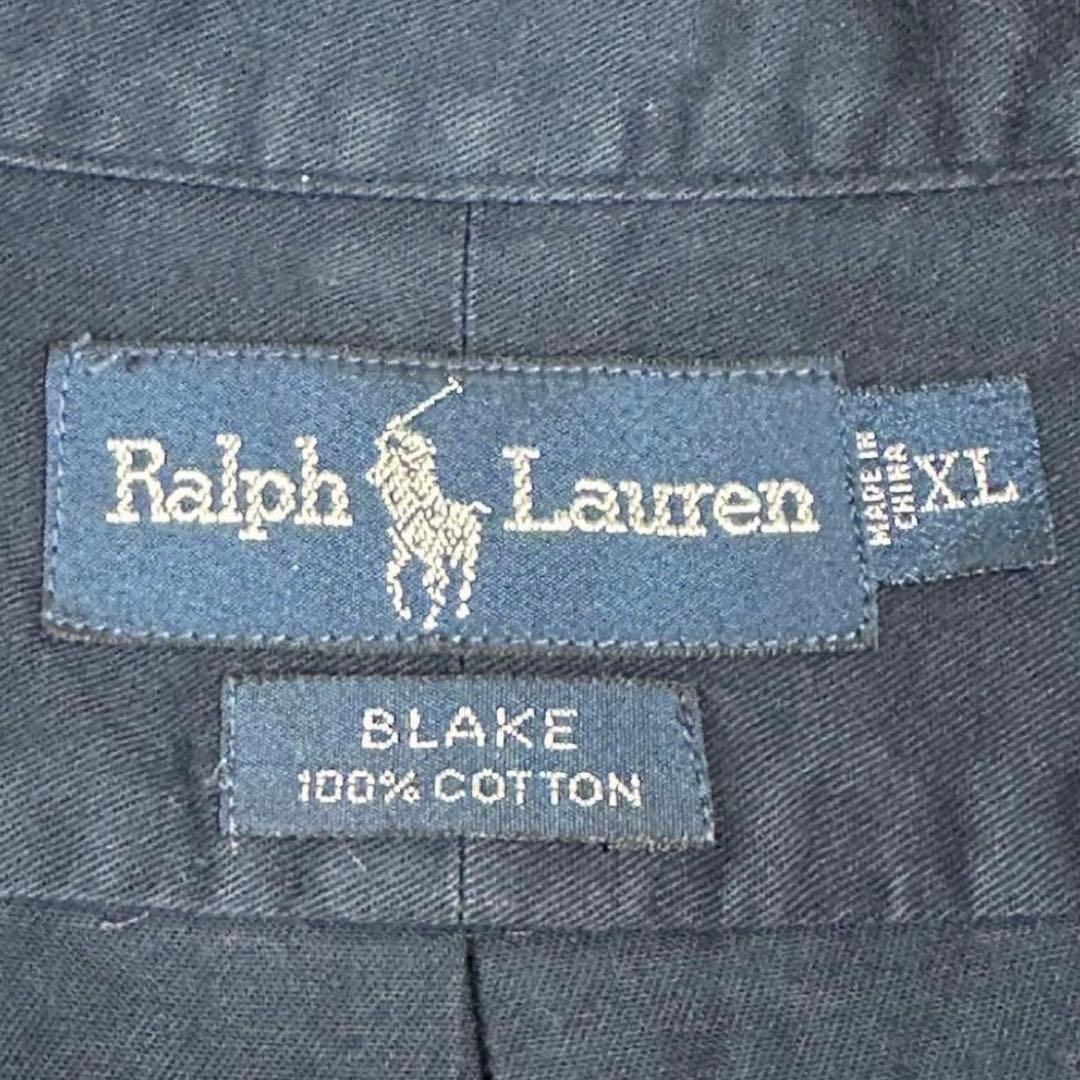 Ralph Lauren
MADE IN
CHINA
XL
BLAKE
100% COTTON